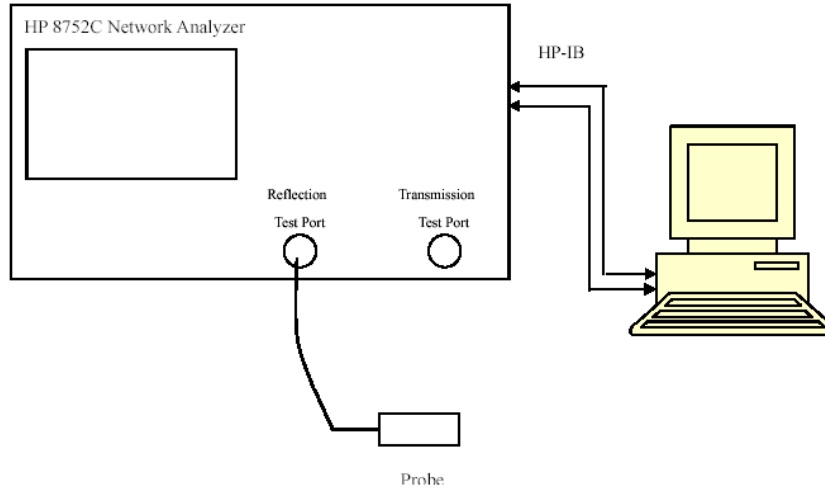 HP 8752C Network Analyzer
HP-IB
Reflection
Test Port
Transmission
Test Port
Probe